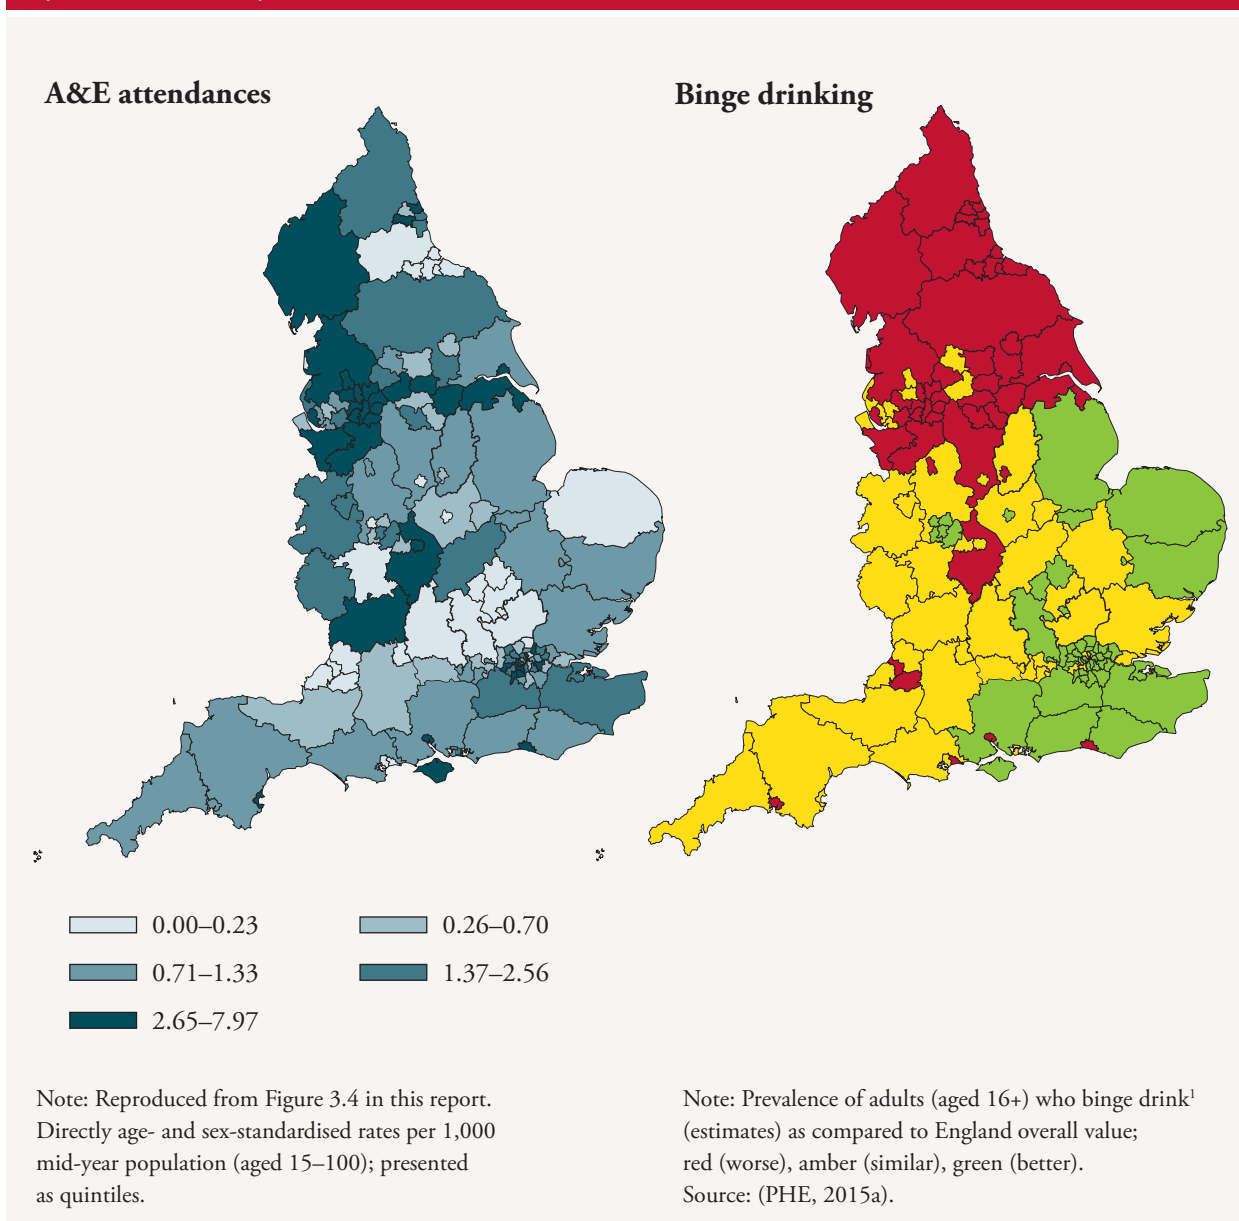 A&E attendances
Binge drinking
0.00–0.23
0.26–0.70
0.71–1.33
1.37–2.56
2.65–7.97
Note: Reproduced from Figure 3.4 in this report.
Directly age- and sex-standardised rates per 1,000
mid-year population (aged 15–100); presented
as quintiles.
Note: Prevalence of adults (aged 16+) who binge drink¹
(estimates) as compared to England overall value;
red (worse), amber (similar), green (better).
Source: (PHE, 2015a).